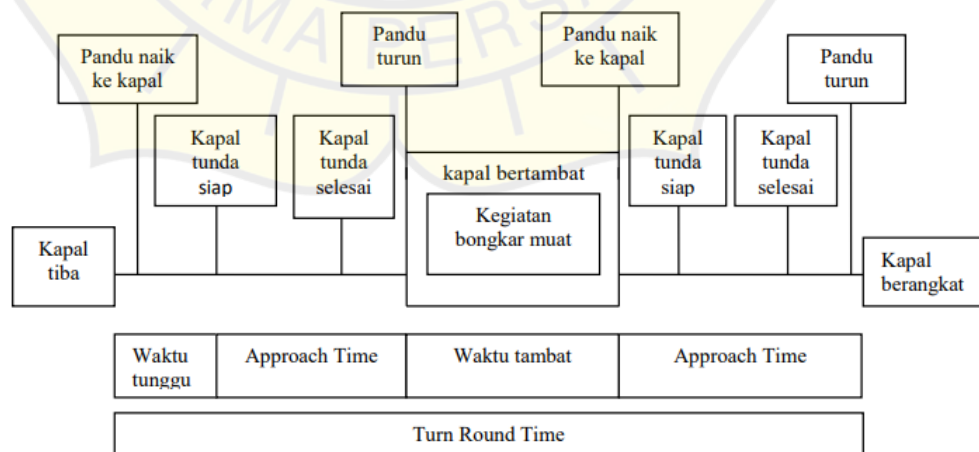 MA PERS
Pandu naik
ke kapal
Pandu
turun
Pandu naik
ke kapal
Pandu
turun
Kapal
tunda
siap
Kapal
tunda
selesai
kapal bertambat
Kegiatan
bongkar muat
Kapal
tunda
siap
Kapal
tunda
selesai
Kapal
tiba
Kapal
berangkat
Waktu
tunggu
Approach Time
Waktu tambat
Approach Time
Turn Round Time